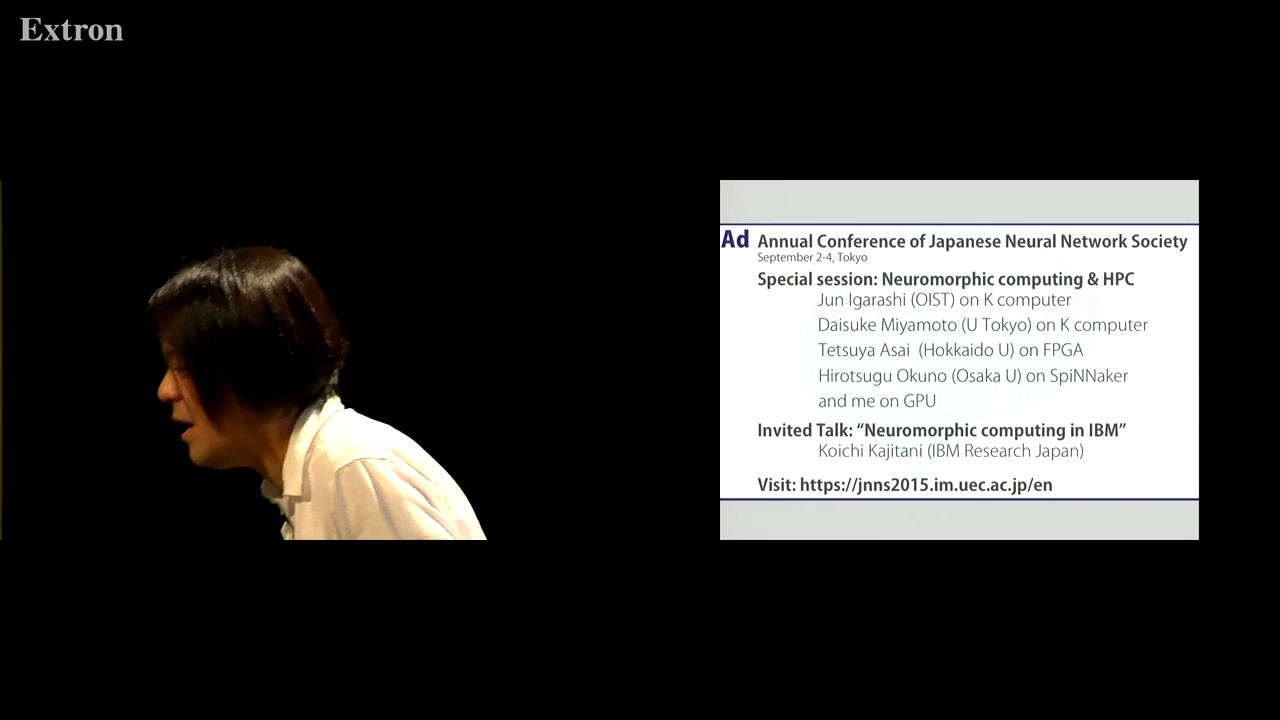 Extron
Ad Annual Conference of Japanese Neural Network Society
September 2-4, Tokyo
Special session: Neuromorphic computing & HPC
Jun Igarashi (OIST) on K computer
Daisuke Miyamoto (U Tokyo) on K computer
Tetsuya Asai (Hokkaido U) on FPGA
Hirotsugu Okuno (Osaka U) on SpiNNaker
and me on GPU
Invited Talk: “Neuromorphic computing in IBM”
Koichi Kajitani (IBM Research Japan)
Visit: https://jnns2015.im.uec.ac.jp/en